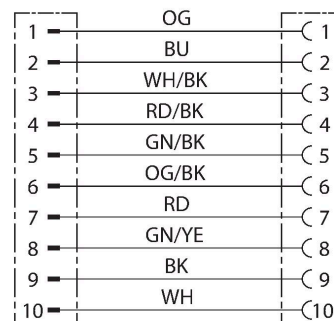 1 OG 1
2 BU 2
3 WH/BK 3
4 RD/BK 4
5 GN/BK 5
6 OG/BK 6
7 RD 7
8 GN/YE 8
9 BK 9
10 WH 10